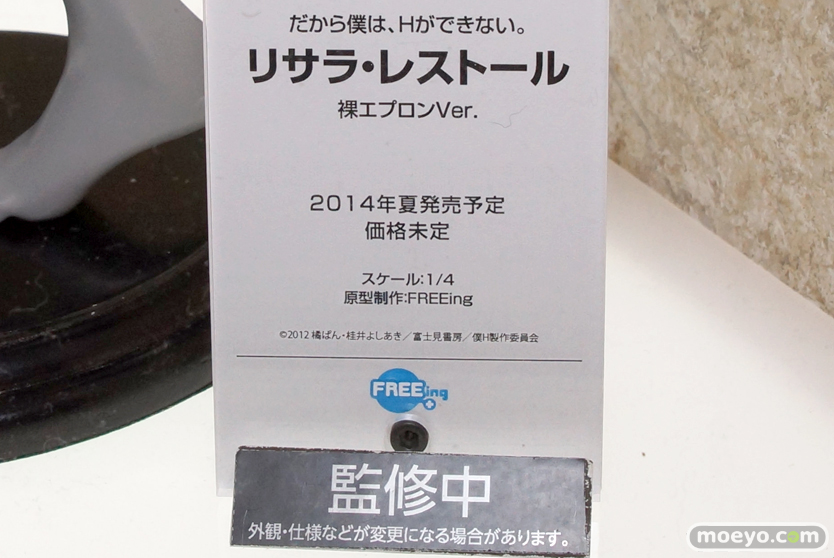 だから僕は、Hができない。
リサラ・レストール
裸エプロンVer.
2014年夏発売予定
価格未定
スケール:1/4
原型制作:FREEing
©2012 橘ぱん・桂井よしあき／富士見書房／僕H製作委員会
FREEing
監修中
外観・仕様などが変更になる場合があります。
moeyo.com